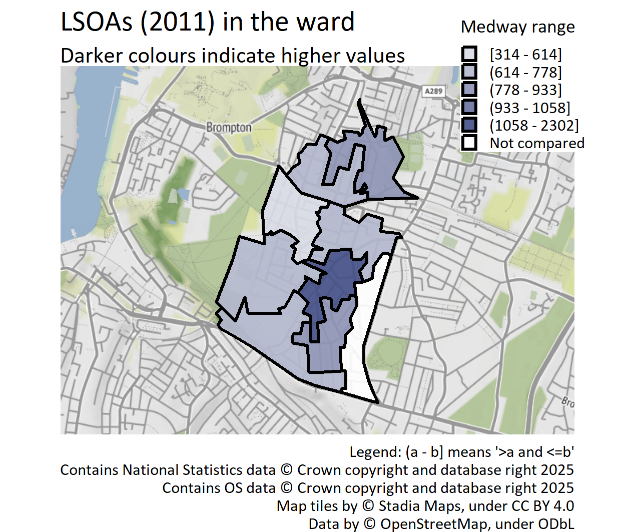 LSOAs (2011) in the ward
Darker colours indicate higher values
Medway range
[314 - 614]
(614 - 778]
(778 - 933]
(933 - 1058]
(1058 - 2302]
Not compared
A289
Brompton
Bro
Legend: (a - b] means '>a and <=b'
Contains National Statistics data © Crown copyright and database right 2025
Contains OS data © Crown copyright and database right 2025
Map tiles by © Stadia Maps, under CC BY 4.0
Data by © OpenStreetMap, under ODbL